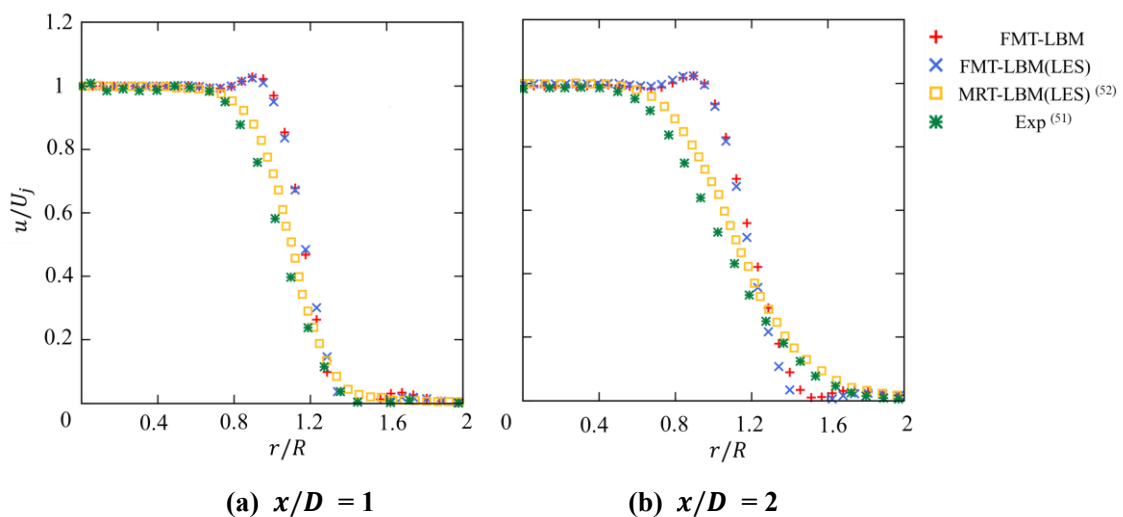 1.2
1
0.8
0.6
0.4
0.2
0
u/U_j
0 0.4 0.8 1.2 1.6 2
r/R
(a) x/D = 1
0 0.4 0.8 1.2 1.6 2
r/R
(b) x/D = 2
FMT-LBM
FMT-LBM(LES)
MRT-LBM(LES) (52)
Exp (51)